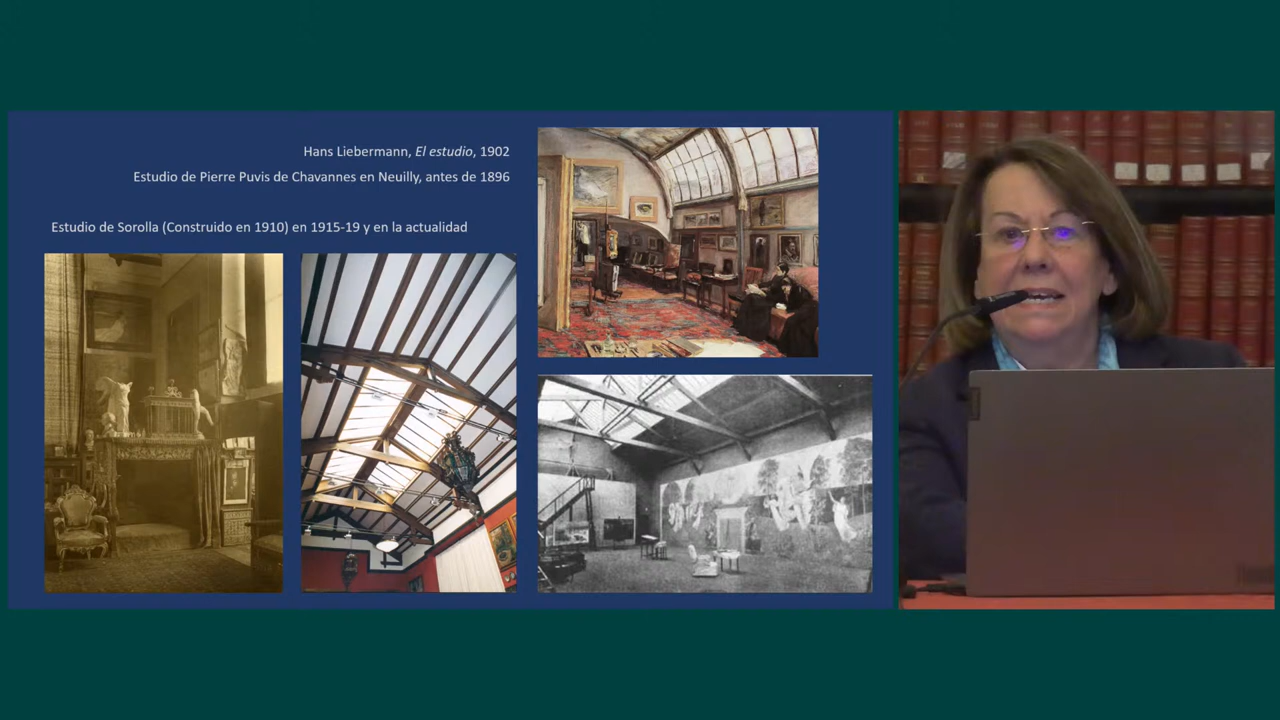 Hans Liebermann, El estudio, 1902
Estudio de Pierre Puvis de Chavannes en Neuilly, antes de 1896
Estudio de Sorolla (Construido en 1910) en 1915-19 y en la actualidad